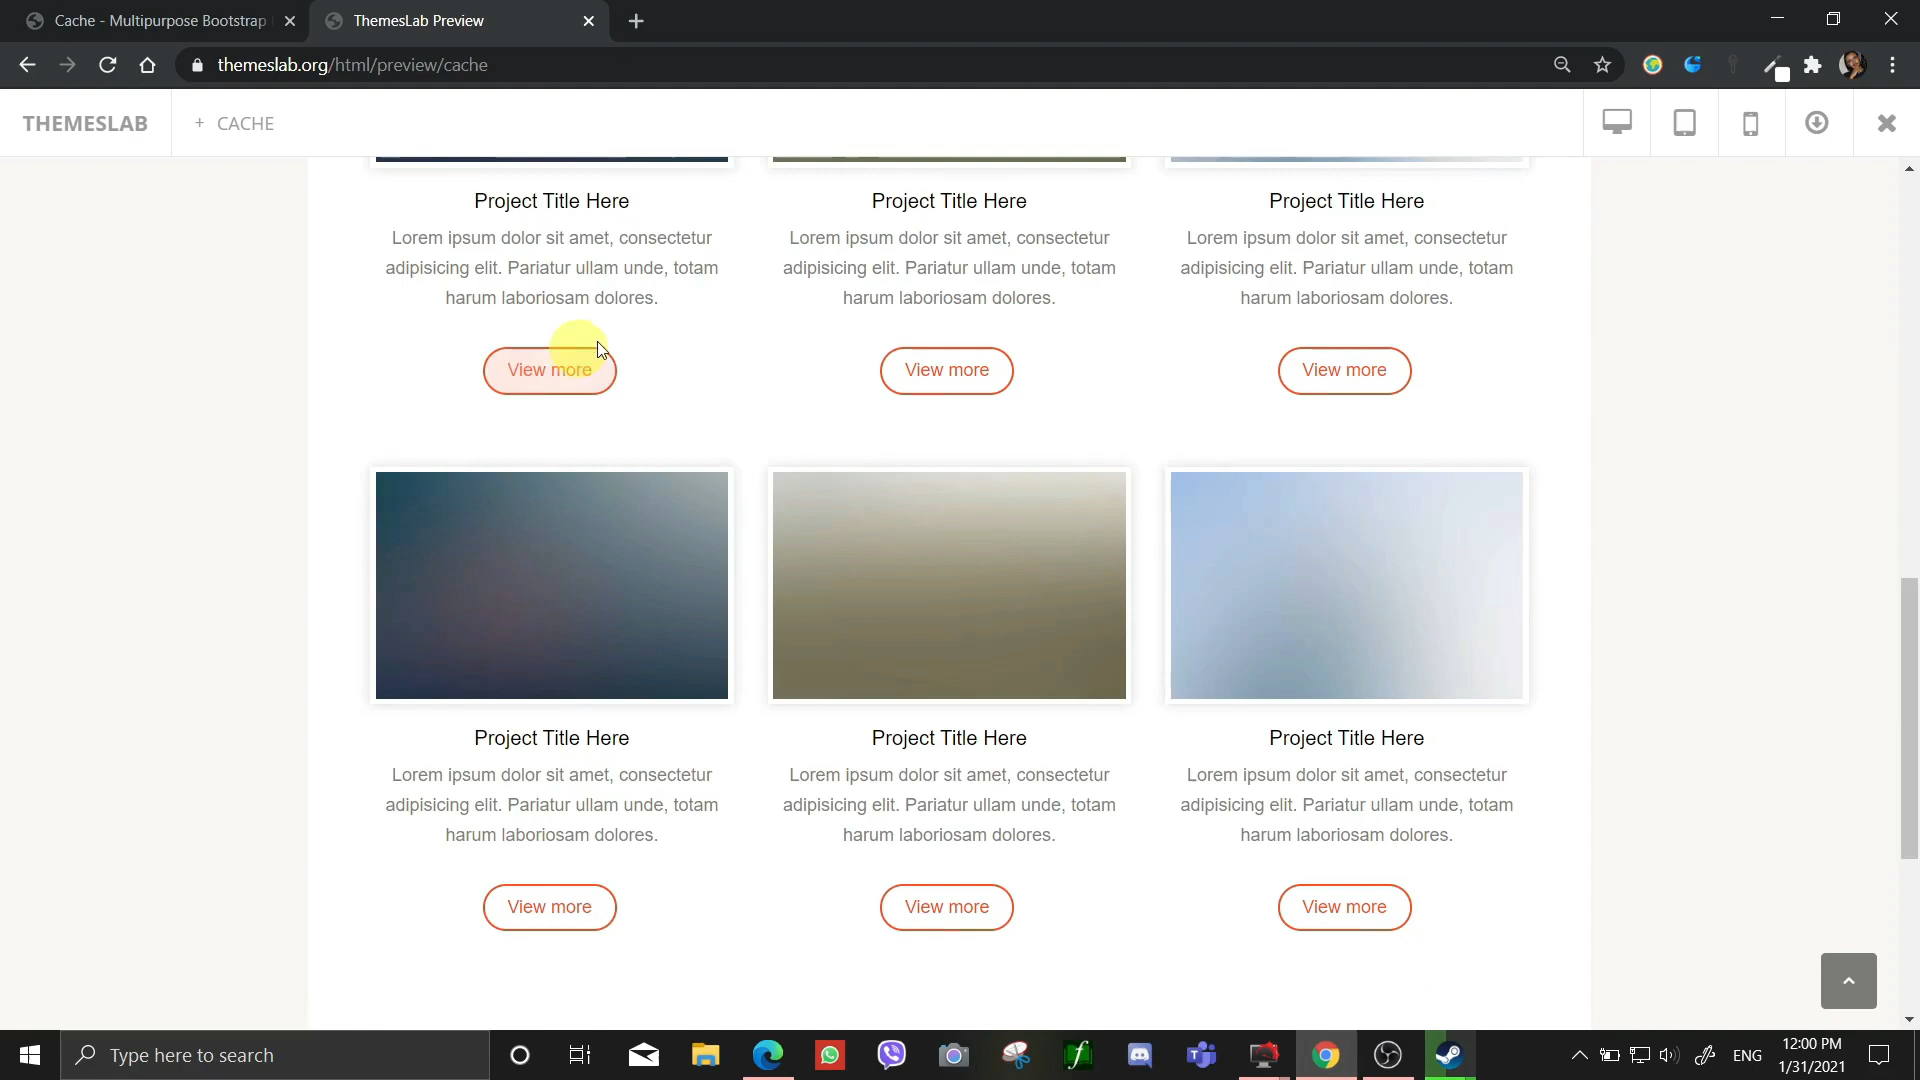 Cache - Multipurpose Bootstrap
ThemesLab Preview
themeslab.org/html/preview/cache
THEMESLAB
+ CACHE
Project Title Here
Lorem ipsum dolor sit amet, consectetur
adipisicing elit. Pariatur ullam unde, totam
harum laboriosam dolores.
View more
Project Title Here
Lorem ipsum dolor sit amet, consectetur
adipisicing elit. Pariatur ullam unde, totam
harum laboriosam dolores.
View more
Project Title Here
Lorem ipsum dolor sit amet, consectetur
adipisicing elit. Pariatur ullam unde, totam
harum laboriosam dolores.
View more
Project Title Here
Lorem ipsum dolor sit amet, consectetur
adipisicing elit. Pariatur ullam unde, totam
harum laboriosam dolores.
View more
Project Title Here
Lorem ipsum dolor sit amet, consectetur
adipisicing elit. Pariatur ullam unde, totam
harum laboriosam dolores.
View more
Project Title Here
Lorem ipsum dolor sit amet, consectetur
adipisicing elit. Pariatur ullam unde, totam
harum laboriosam dolores.
View more
Type here to search
ENG
12:00 PM
1/31/2021